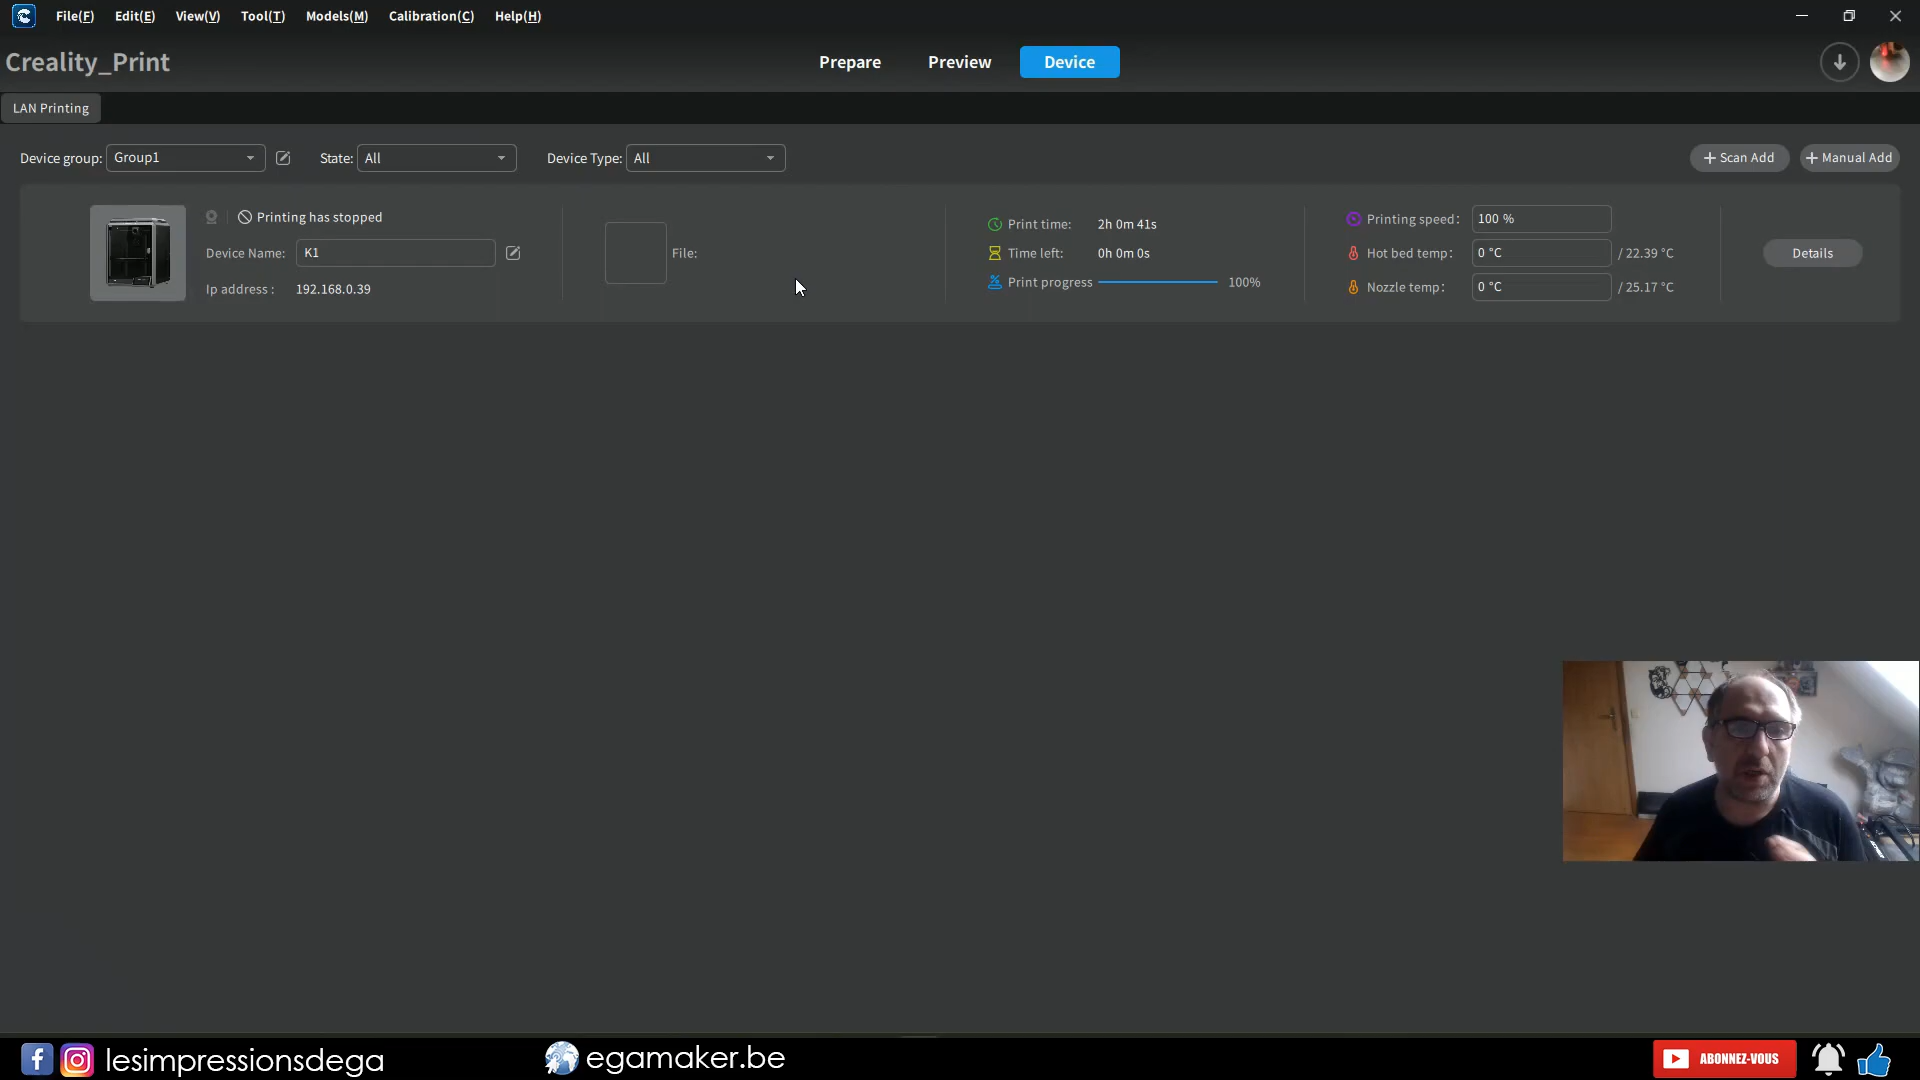 File(F) Edit(E) View(V) Tool(T) Models(M) Calibration(C) Help(H)
Creality_Print
Prepare Preview Device
LAN Printing
Device group: Group1 State: All Device Type: All + Scan Add + Manual Add
Printing has stopped
Device Name: K1
Ip address : 192.168.0.39
File:
Print time: 2h 0m 41s
Time left: 0h 0m 0s
Print progress 100%
Printing speed: 100 %
Hot bed temp: 0 °C / 22.39 °C
Nozzle temp: 0 °C / 25.17 °C
Details
lesimpressionsdega egamaker.be ABONNEZ-VOUS